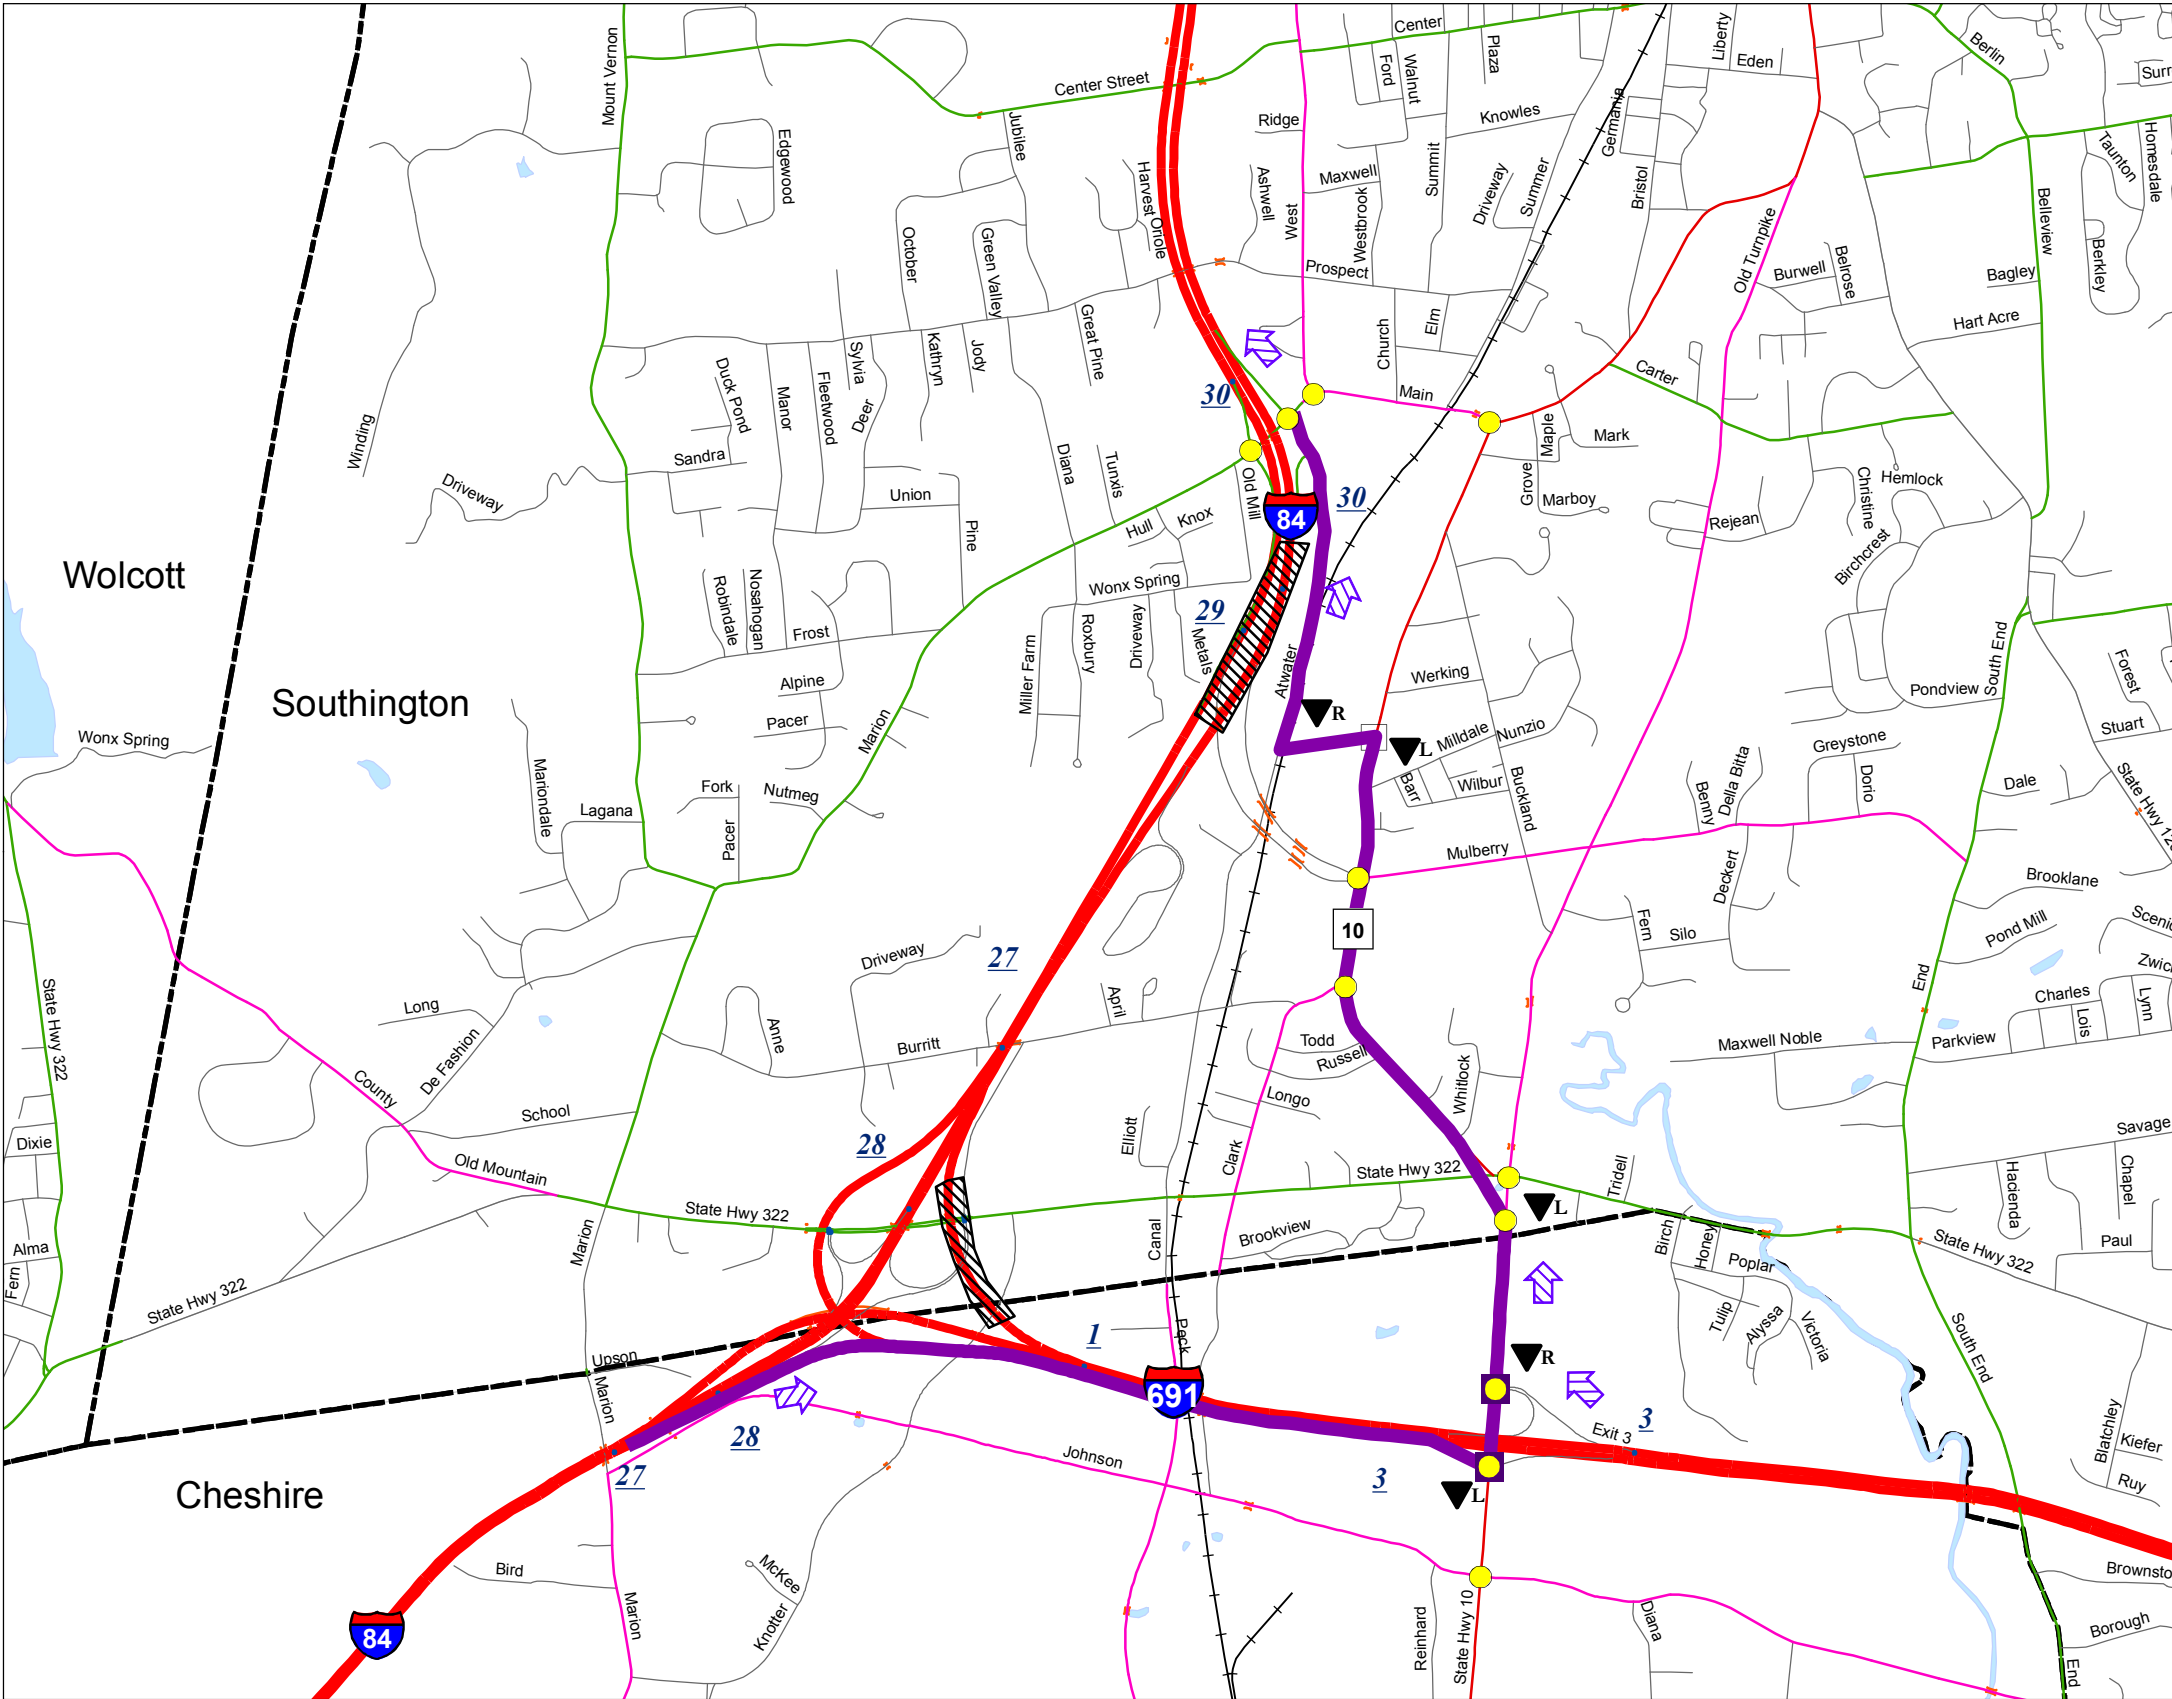 Center
Plaza
Liberty
Eden
Berlin
Surr
Mount Vernon
Center Street
Ford
Walnut
Knowles
Germania
Ridge
Jubilee
Edgewood
Harvest
Oriole
Ashwell
West
Maxwell
Westbrook
Summit
Driveway
Summer
Bristol
Taunton
Homesdale
Belleview
Berkley
October
Green Valley
Prospect
Old Turnpike
Burwell
Belrose
Bagley
Hart Acre
Great Pine
Church
Elm
Kathryn
Jody
Sylvia
Deer
Fleetwood
Manor
Duck Pond
30
Main
Carter
Winding
Sandra
Driveway
Union
Diana
Tunxis
Old Mill
Maple
Mark
Grove
Marboy
Hemlock
Christine
Rejean
Birchcrest
Hull
Knox
84
30
Pine
Wolcott
Robindale
Nosahogan
Frost
Wonx Spring
29
Metals
Driveway
Roxbury
Miller Farm
Atwater
Werking
South End
Pondview
Forest
Stuart
Southington
Alpine
Pacer
Marion
R
L
Milldale
Nunzio
Barr
Wilbur
Buckland
Greystone
Della Bitta
Benny
Dorio
Dale
State Hwy 120
Wonx Spring
Mariondale
Lagana
Fork
Nutmeg
Pacer
Mulberry
Deckert
Brooklane
Pond Mill
Scenic
Fern
Silo
10
27
Driveway
End
Zwick
Charles
Lois
Lynn
State Hwy 322
Long
De Fashion
Anne
April
Burritt
Todd
Russell
Whitlock
Maxwell Noble
Parkview
County
School
Longo
Dixie
28
Elliott
Clark
Old Mountain
State Hwy 322
Tridell
Savage
Chapel
Hacienda
State Hwy 322
L
Alma
Fern
Marion
Canal
Brookview
Birch
Honey
Poplar
State Hwy 322
Paul
State Hwy 322
Tulip
Alyssa
Victoria
South End
Upson
Marion
1
Peck
R
691
28
27
Johnson
3
Exit 3
3
L
Blatchley
Kiefer
Ruy
Cheshire
Bird
McKee
Knotter
Marion
84
Reinhard
State Hwy 10
Diana
Brownsto
Borough
End